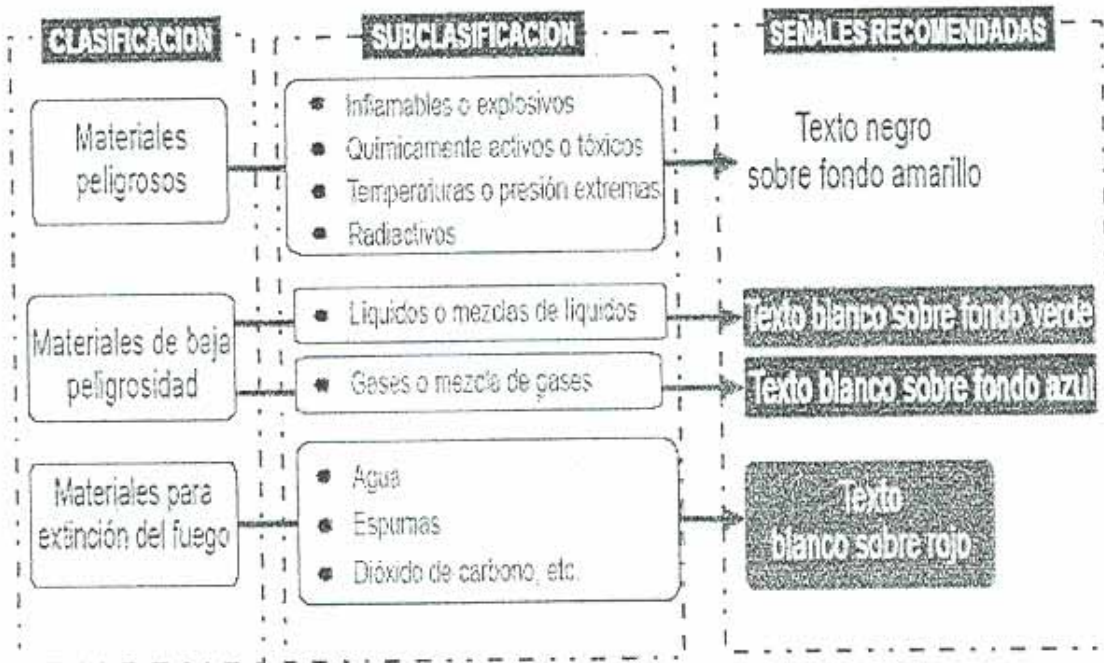 CLASIFICACION
SUBCLASIFICACION
SEÑALES RECOMENDADAS
Materiales
peligrosos
• Inflamables o explosivos
• Químicamente activos o tóxicos
• Temperaturas o presión extremas
• Radiactivos
Texto negro
sobre fondo amarillo
Materiales de baja
peligrosidad
• Líquidos o mezclas de líquidos
Texto blanco sobre fondo verde
• Gases o mezcla de gases
Texto blanco sobre fondo azul
Materiales para
extinción del fuego
• Agua
• Espumas
• Dióxido de carbono, etc.
Texto
blanco sobre rojo